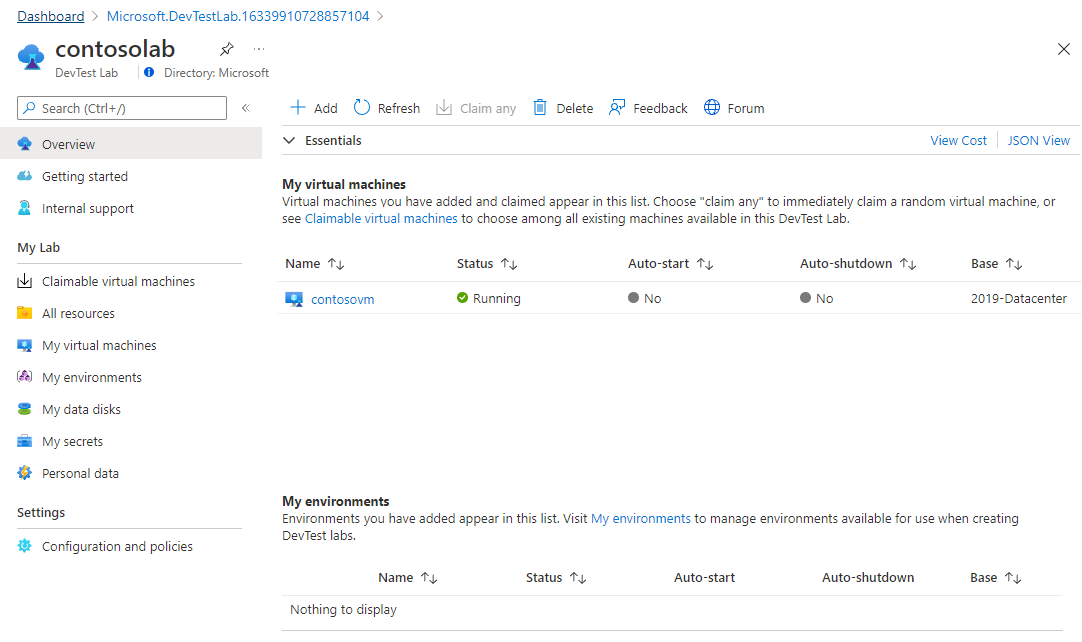 Dashboard > Microsoft.DevTestLab.16339910728857104 >
contosolab
DevTest Lab
Directory: Microsoft
Search (Ctrl+/)
Overview
Getting started
Internal support
My Lab
Claimable virtual machines
All resources
My virtual machines
My environments
My data disks
My secrets
Personal data
Settings
Configuration and policies
Add Refresh Claim any Delete Feedback Forum
Essentials View Cost JSON View
My virtual machines
Virtual machines you have added and claimed appear in this list. Choose "claim any" to immediately claim a random virtual machine, or
see Claimable virtual machines to choose among all existing machines available in this DevTest Lab.
Name ↑↓ Status ↑↓ Auto-start ↑↓ Auto-shutdown ↑↓ Base ↑↓
contosovm Running No No 2019-Datacenter
My environments
Environments you have added appear in this list. Visit My environments to manage environments available for use when creating
DevTest labs.
Name ↑↓ Status ↑↓ Auto-start Auto-shutdown Base ↑↓
Nothing to display